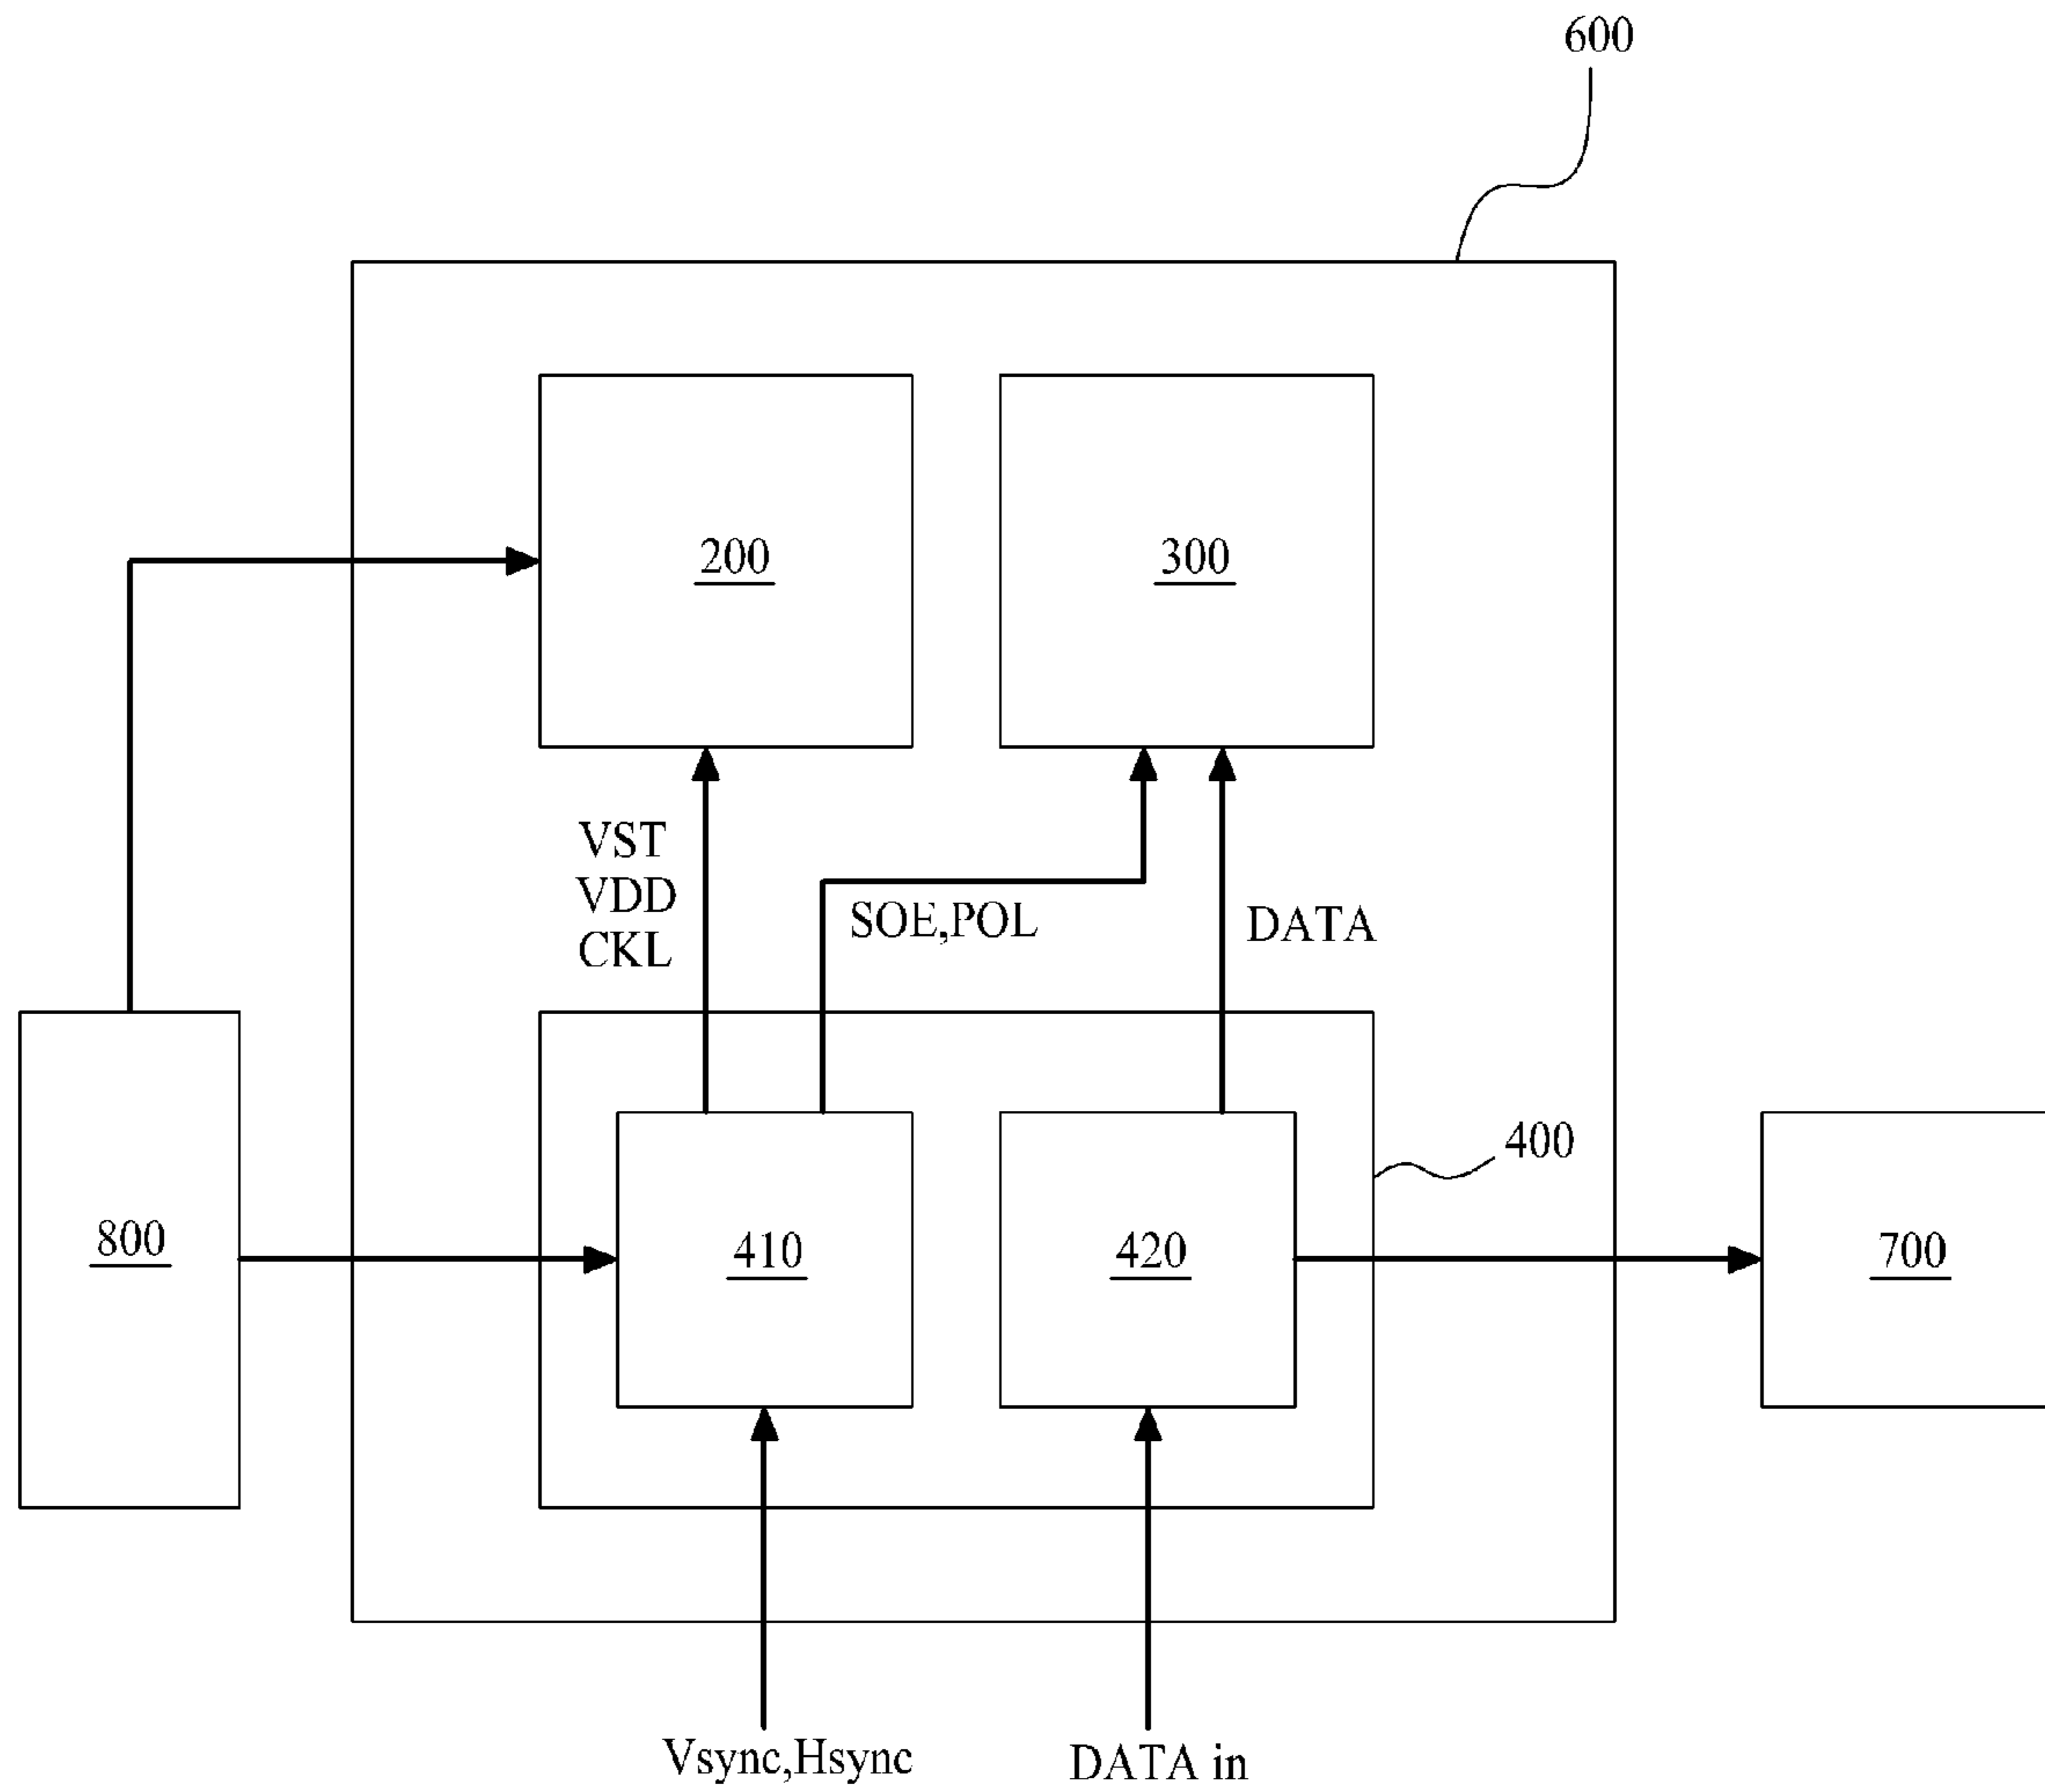 600
200
300
VST
VDD
CKL
SOE,POL
DATA
400
800
410
420
700
Vsync,Hsync
DATA in